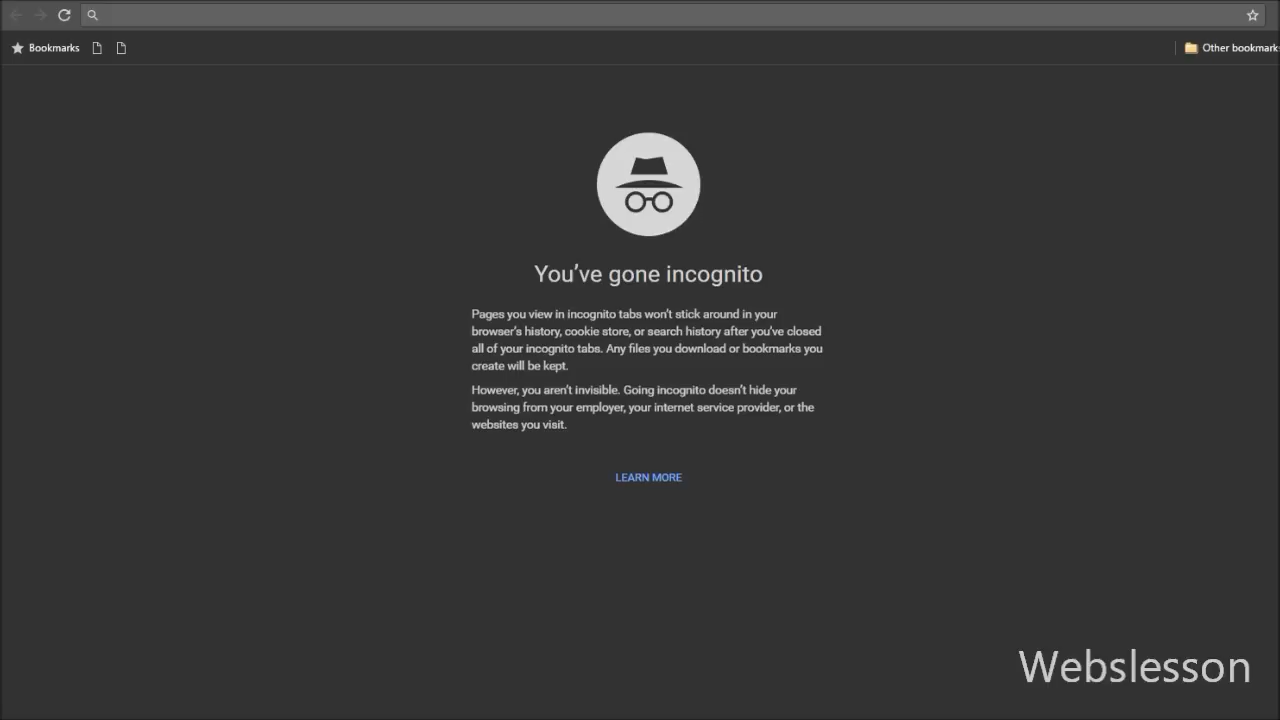 Bookmarks
Other bookmark
You've gone incognito
Pages you view in incognito tabs won't stick around in your
browser's history, cookie store, or search history after you've closed
all of your incognito tabs. Any files you download or bookmarks you
create will be kept.
However, you aren't invisible. Going incognito doesn't hide your
browsing from your employer, your internet service provider, or the
websites you visit.
LEARN MORE
Webslesson